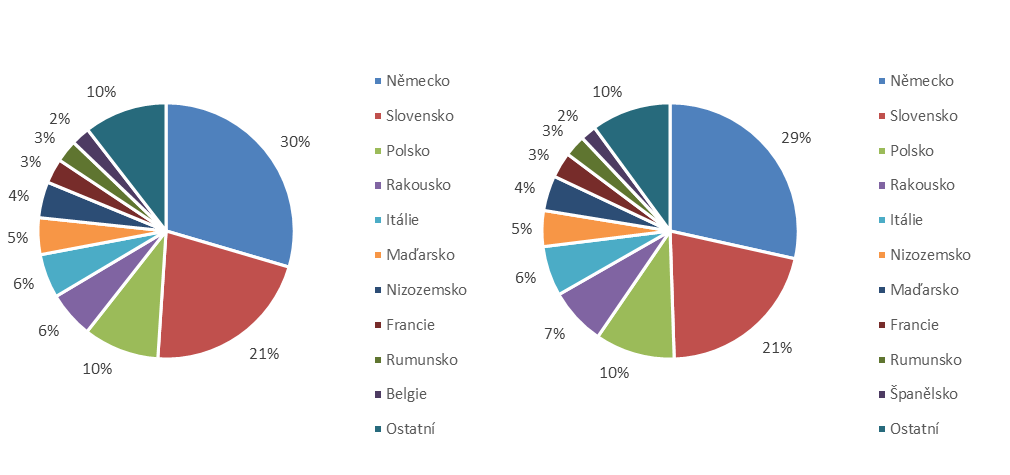 30%
21%
10%
6%
6%
5%
4%
3%
3%
2%
10%
Německo
Slovensko
Polsko
Rakousko
Itálie
Maďarsko
Nizozemsko
Francie
Rumunsko
Belgie
Ostatní
29%
21%
10%
7%
6%
5%
4%
3%
3%
2%
10%
Německo
Slovensko
Polsko
Rakousko
Itálie
Nizozemsko
Maďarsko
Francie
Rumunsko
Španělsko
Ostatní